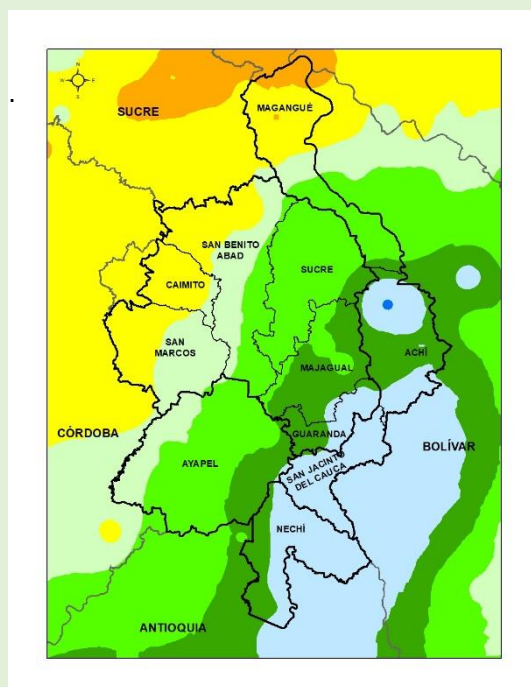 N
W E
S
.
SUCRE
MAGANGUÉ
SAN BENITO
ABAD
SUCRE
CAIMITO
SAN
MARCOS
ACHÍ
MAJAGUAL
CÓRDOBA
GUARANDA
BOLÍVAR
AYAPEL
SAN JACINTO
DEL CAUCA
NECHÍ
ANTIOQUIA